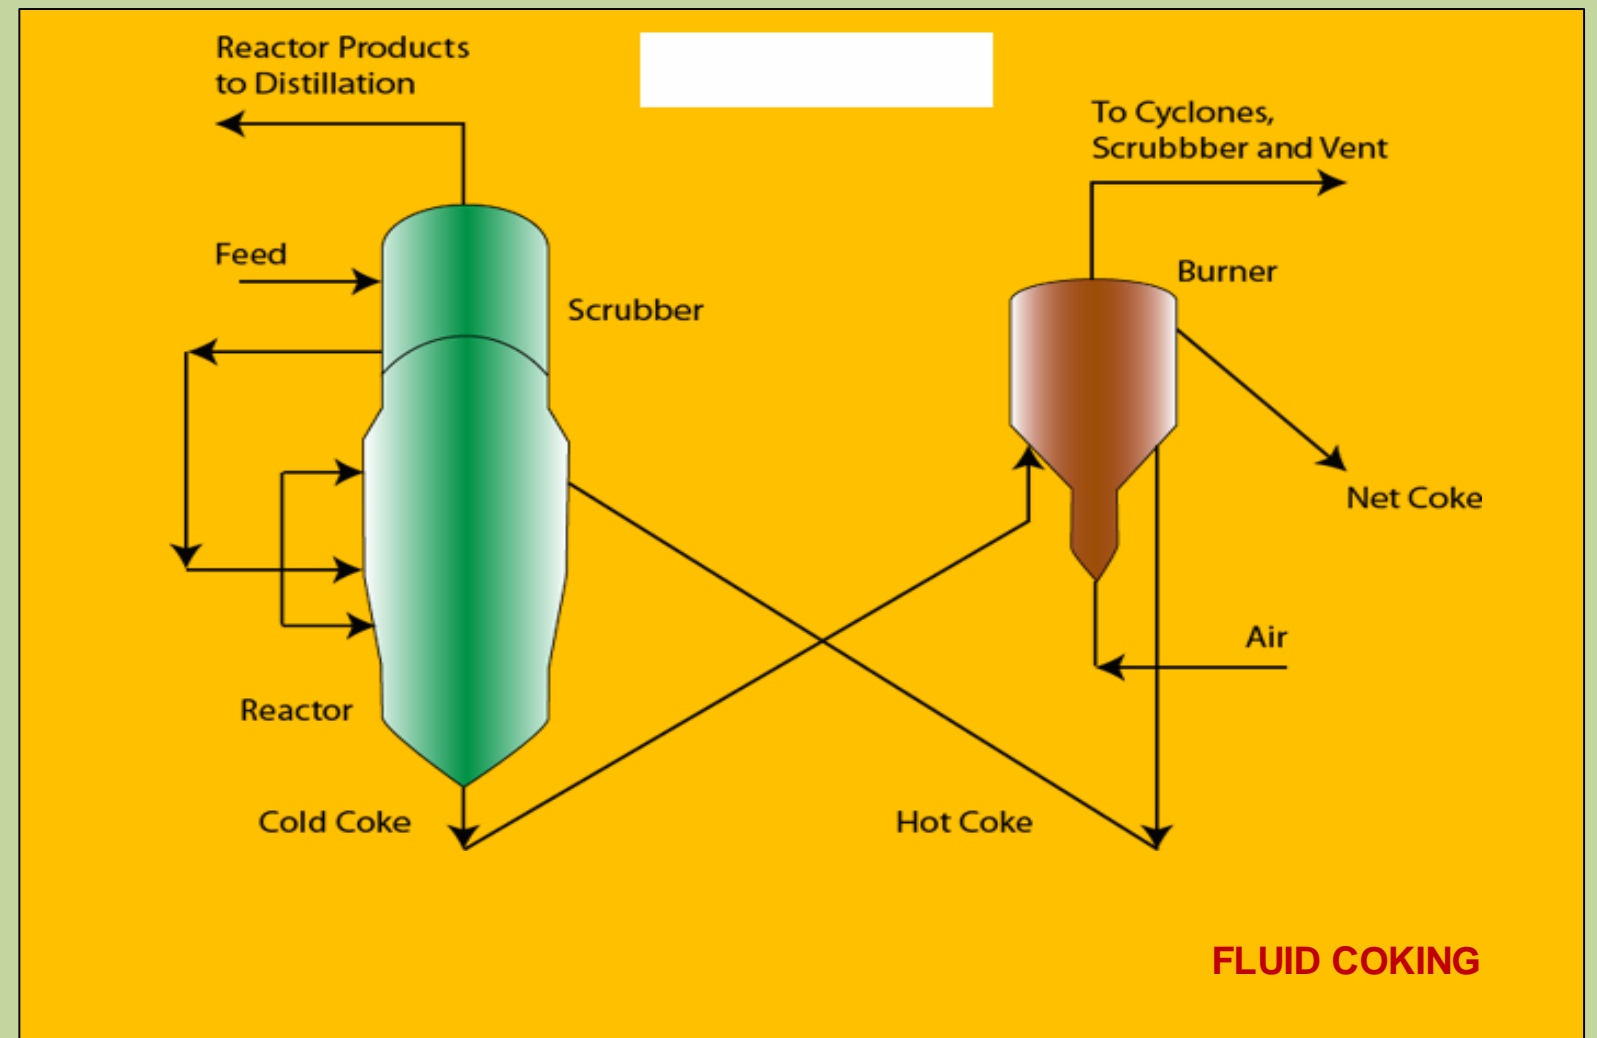 Reactor Products
to Distillation
To Cyclones,
Scrubbber and Vent
Feed
Burner
Scrubber
Net Coke
Air
Reactor
Cold Coke
Hot Coke
FLUID COKING